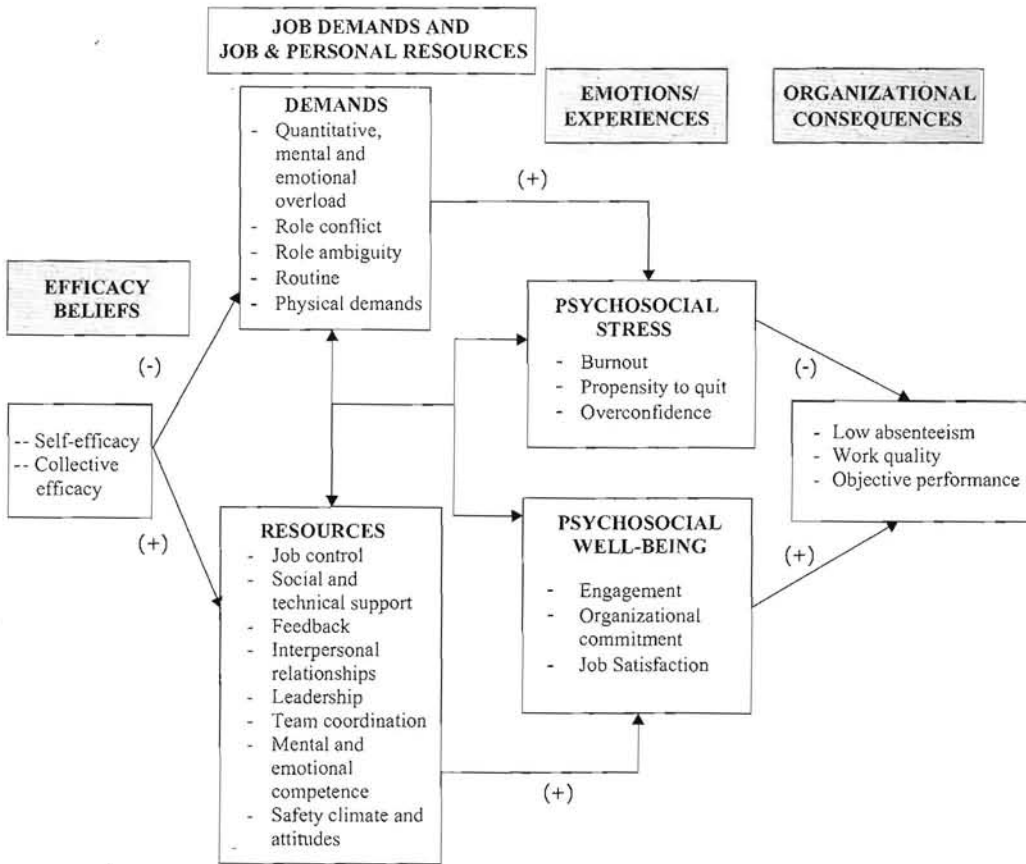 JOB DEMANDS AND
JOB & PERSONAL RESOURCES
EMOTIONS/
EXPERIENCES
ORGANIZATIONAL
CONSEQUENCES
EFFICACY
BELIEFS
-- Self-efficacy
-- Collective
efficacy
(-)
(+)
DEMANDS
- Quantitative,
mental and
emotional
overload
- Role conflict
- Role ambiguity
- Routine
- Physical demands
(+)
RESOURCES
- Job control
- Social and
technical support
- Feedback
- Interpersonal
relationships
- Leadership
- Team coordination
- Mental and
emotional
competence
- Safety climate and
attitudes
(+)
PSYCHOSOCIAL
STRESS
- Burnout
- Propensity to quit
- Overconfidence
(-)
PSYCHOSOCIAL
WELL-BEING
- Engagement
- Organizational
commitment
- Job Satisfaction
(+)
- Low absenteeism
- Work quality
- Objective performance